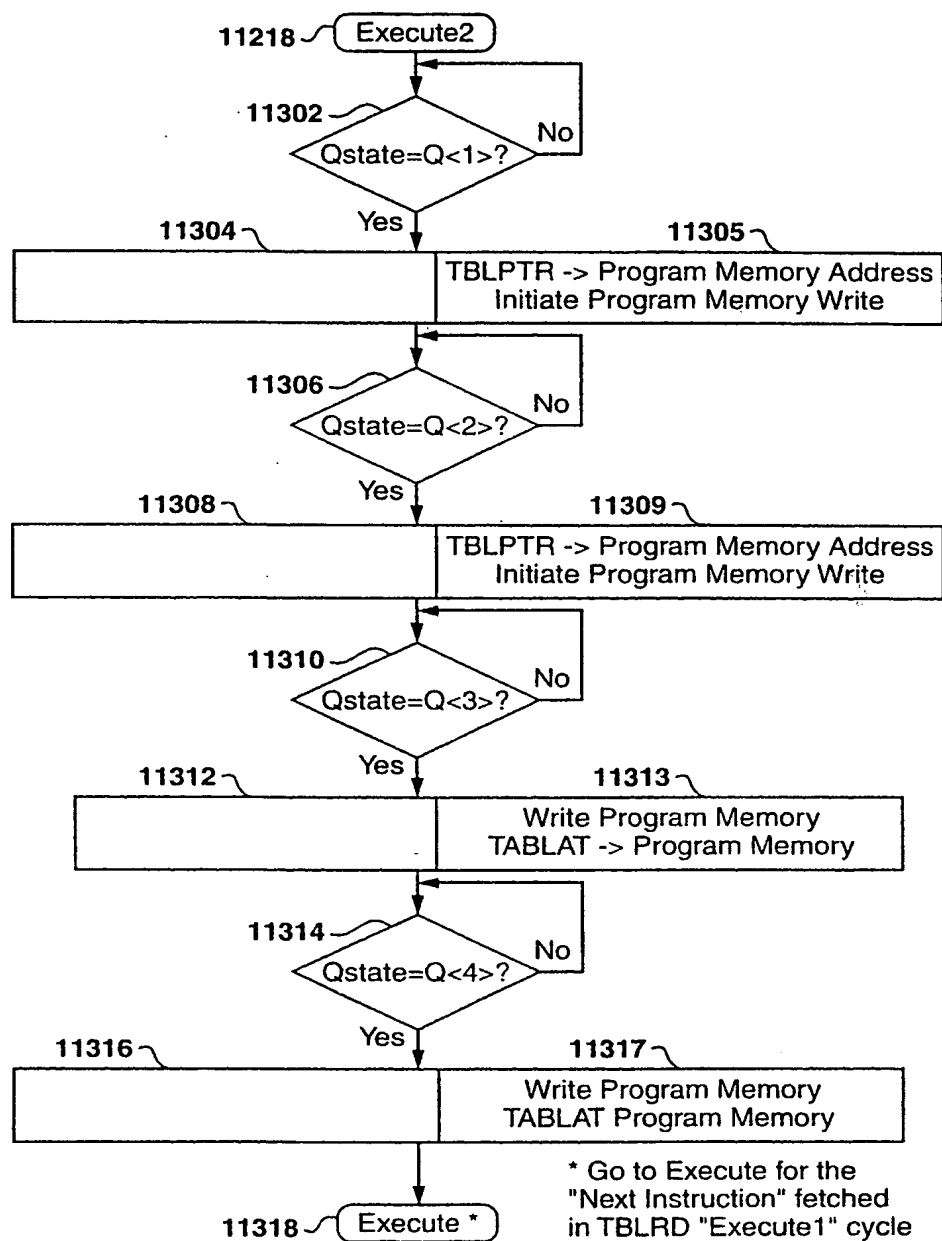 11218 Execute2
11302
No
Qstate=Q<1>?
Yes
11304 11305
TBLPTR -> Program Memory Address
Initiate Program Memory Write
11306
No
Qstate=Q<2>?
Yes
11308 11309
TBLPTR -> Program Memory Address
Initiate Program Memory Write
11310
No
Qstate=Q<3>?
Yes
11312 11313
Write Program Memory
TABLAT -> Program Memory
11314
No
Qstate=Q<4>?
Yes
11316 11317
Write Program Memory
TABLAT Program Memory
11318 Execute *
* Go to Execute for the
"Next Instruction" fetched
in TBLRD "Execute1" cycle